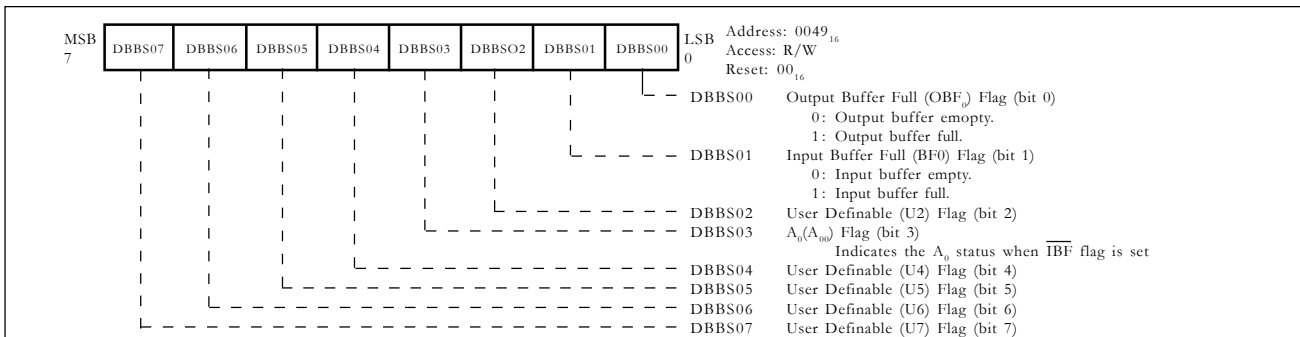 MSB
7
DBBS07 DBBS06 DBBS05 DBBS04 DBBS03 DBBSO2 DBBS01 DBBS00
LSB
0
Address: 0049₁₆
Access: R/W
Reset: 00₁₆
DBBS00 Output Buffer Full (OBF₀) Flag (bit 0)
0: Output buffer emopty.
1: Output buffer full.
DBBS01 Input Buffer Full (BF0) Flag (bit 1)
0: Input buffer empty.
1: Input buffer full.
DBBS02 User Definable (U2) Flag (bit 2)
DBBS03 A₀(A₀₀) Flag (bit 3)
Indicates the A₀ status when I̅B̅F̅ flag is set
DBBS04 User Definable (U4) Flag (bit 4)
DBBS05 User Definable (U5) Flag (bit 5)
DBBS06 User Definable (U6) Flag (bit 6)
DBBS07 User Definable (U7) Flag (bit 7)